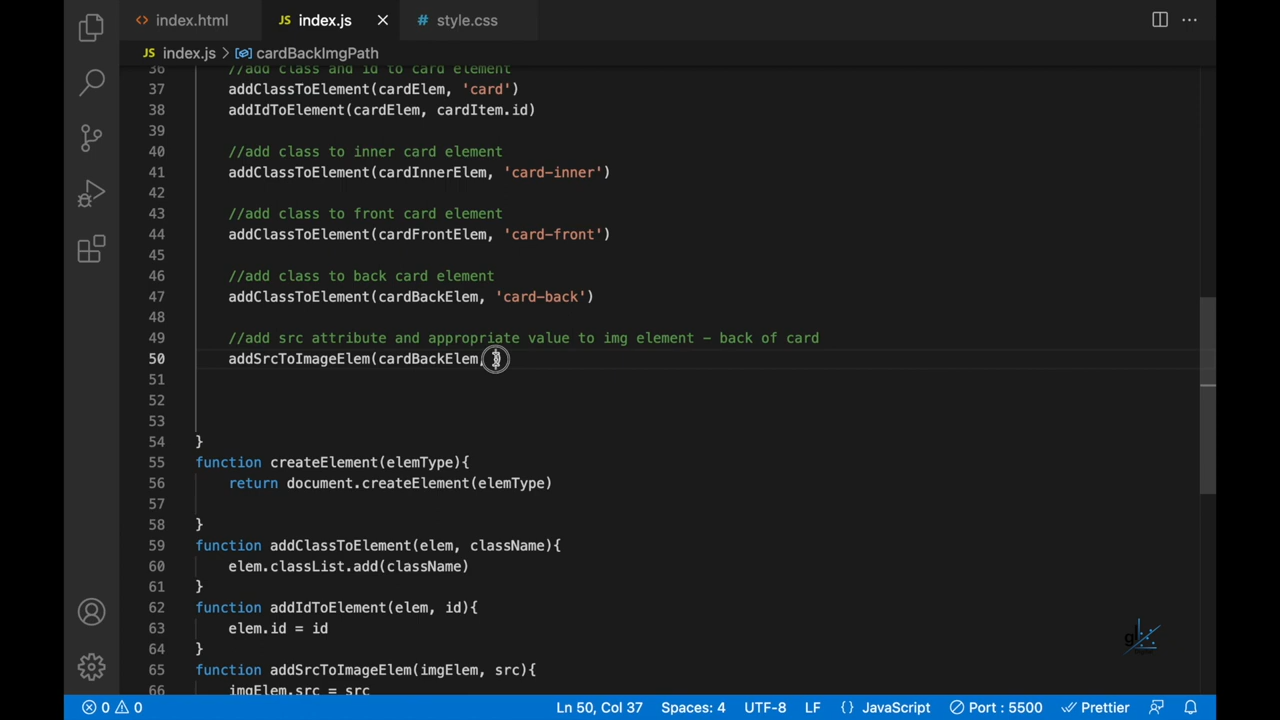 index.html
JS index.js
# style.css
JS index.js > cardBackImgPath
36 //add class and id to card element
37 addClassToElement(cardElem, 'card')
38 addIdToElement(cardElem, cardItem.id)
39
40 //add class to inner card element
41 addClassToElement(cardInnerElem, 'card-inner')
42
43 //add class to front card element
44 addClassToElement(cardFrontElem, 'card-front')
45
46 //add class to back card element
47 addClassToElement(cardBackElem, 'card-back')
48
49 //add src attribute and appropriate value to img element - back of card
50 addSrcToImageElem(cardBackElem,
51
52
53
54 }
55 function createElement(elemType){
56 return document.createElement(elemType)
57
58 }
59 function addClassToElement(elem, className){
60 elem.classList.add(className)
61 }
62 function addIdToElement(elem, id){
63 elem.id = id
64 }
65 function addSrcToImageElem(imgElem, src){
66 imgElem.src = src
0 0 Ln 50, Col 37 Spaces: 4 UTF-8 LF {} JavaScript Port : 5500 Prettier